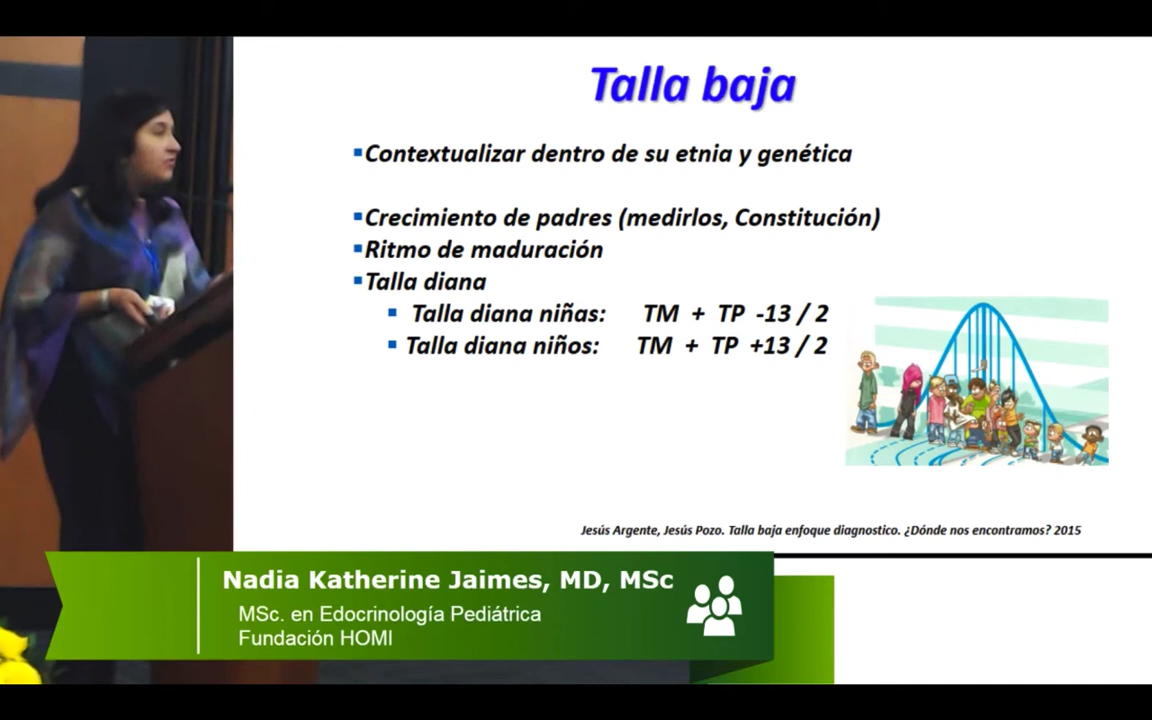 Talla baja
Contextualizar dentro de su etnia y genética
Crecimiento de padres (medirlos, Constitución)
Ritmo de maduración
Talla diana
Talla diana niñas: TM + TP -13 / 2
Talla diana niños: TM + TP +13 / 2
Jesús Argente, Jesús Pozo. Talla baja enfoque diagnostico. ¿Dónde nos encontramos? 2015
Nadia Katherine Jaimes, MD, MSc
MSc. en Edocrinología Pediátrica
Fundación HOMI